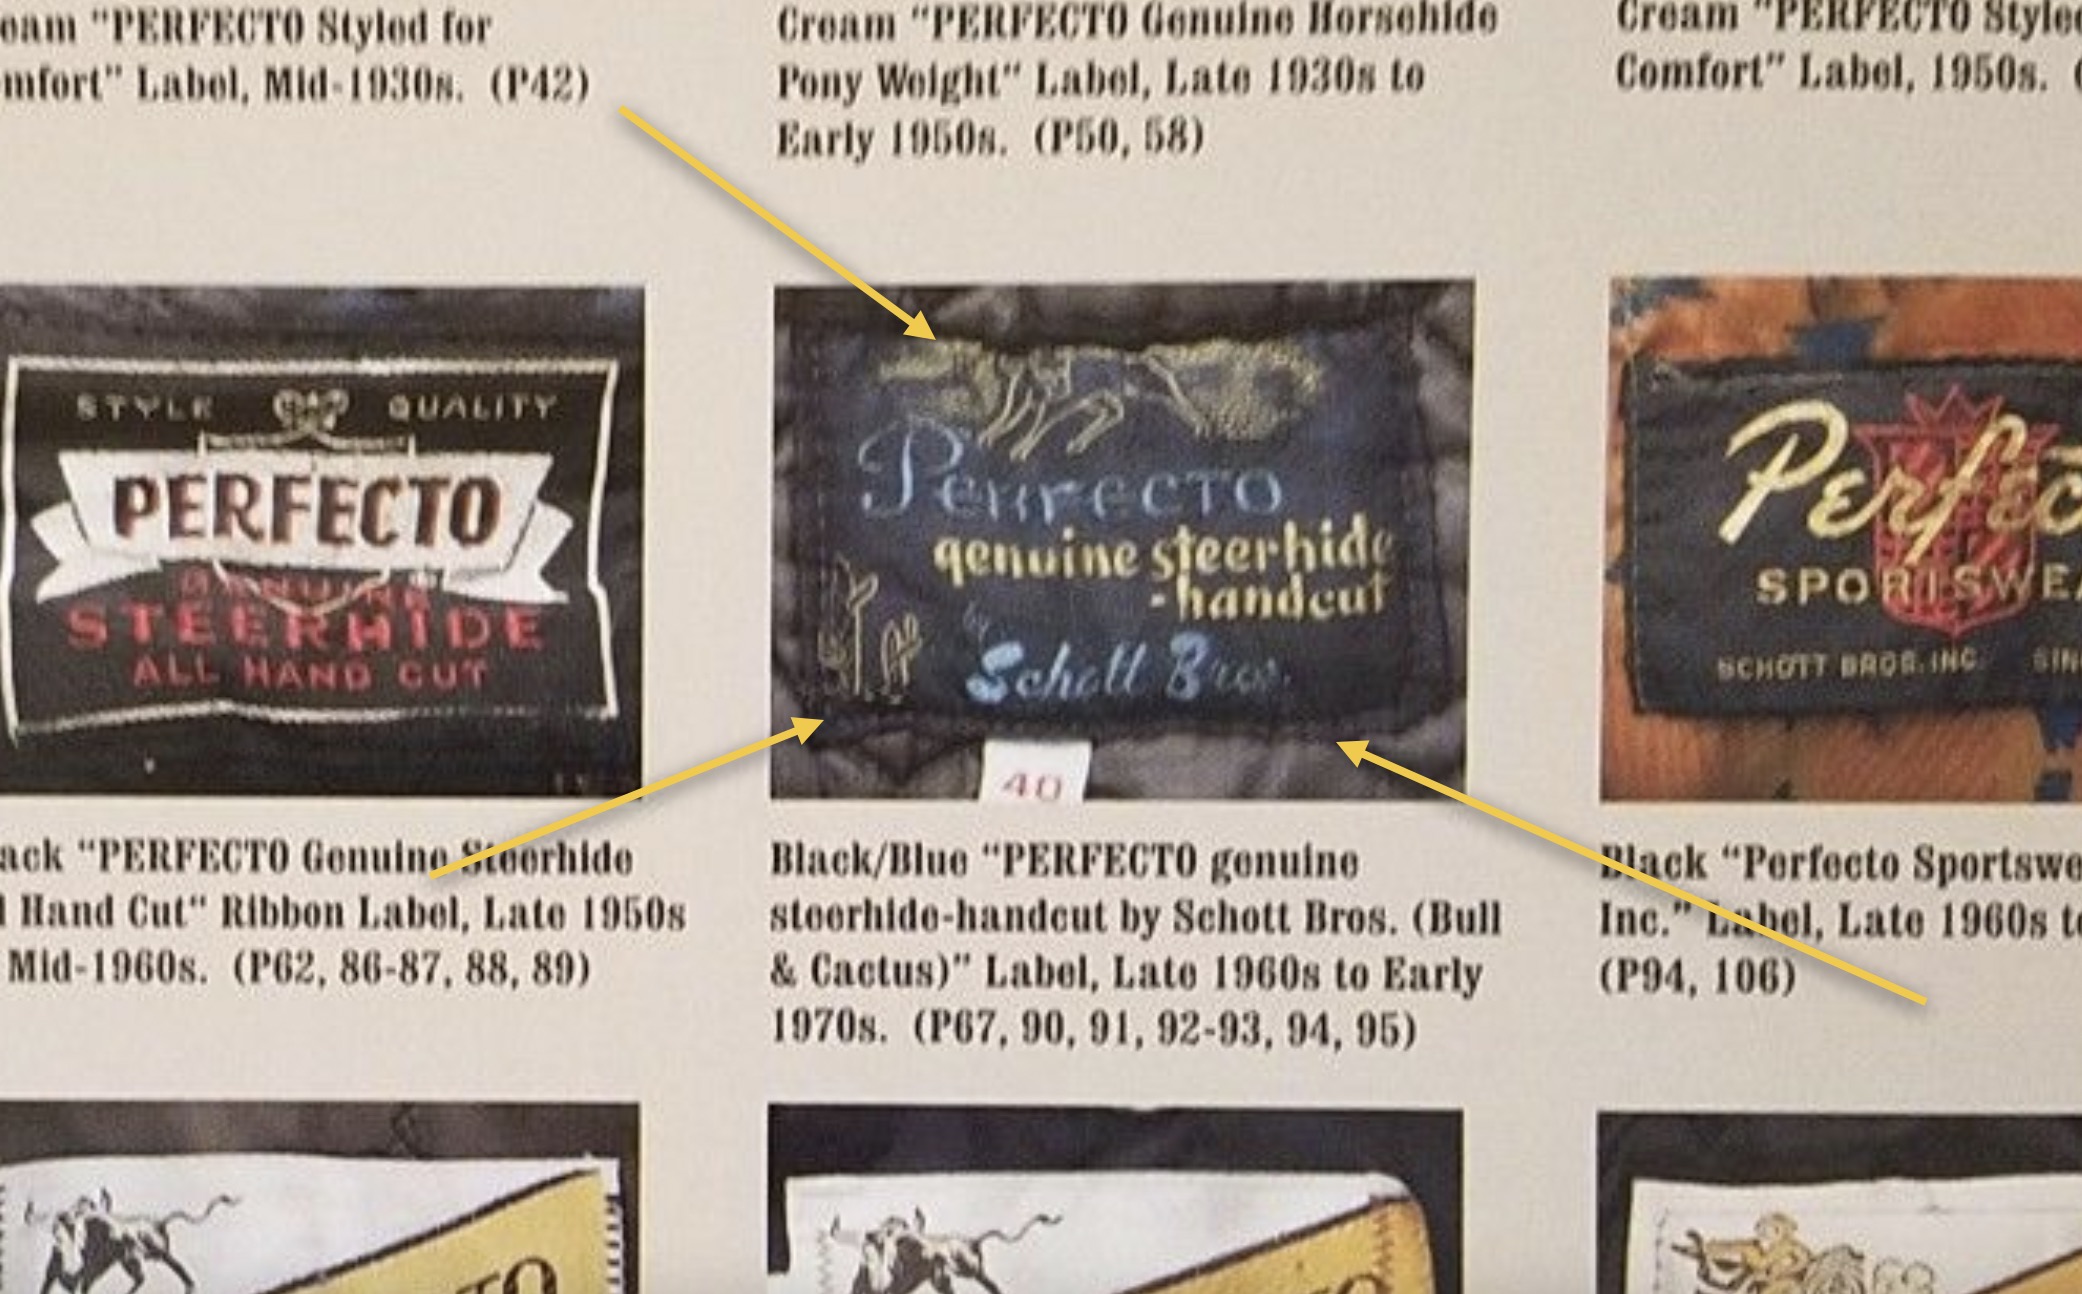 eam "PERFECTO Styled for
mfort" Label, Mid-1930s. (P42)
Cream "PERFECTO Genuine Horsehide
Pony Weight" Label, Late 1930s to
Early 1950s. (P50, 58)
Cream "PERFECTO Styled
Comfort" Label, 1950s. (
STYLE QUALITY
PERFECTO
GENUINE
STEERHIDE
ALL HAND CUT
Perfecto
genuine steerhide
-handcut
by
Schott Bros.
40
Perfec
SPORTSWEA
SCHOTT BROS. INC. SIN
ack "PERFECTO Genuine Steerhide
l Hand Cut" Ribbon Label, Late 1950s
Mid-1960s. (P62, 86-87, 88, 89)
Black/Blue "PERFECTO genuine
steerhide-handcut by Schott Bros. (Bull
& Cactus)" Label, Late 1960s to Early
1970s. (P67, 90, 91, 92-93, 94, 95)
Black "Perfecto Sportswe
Inc." Label, Late 1960s to
(P94, 106)